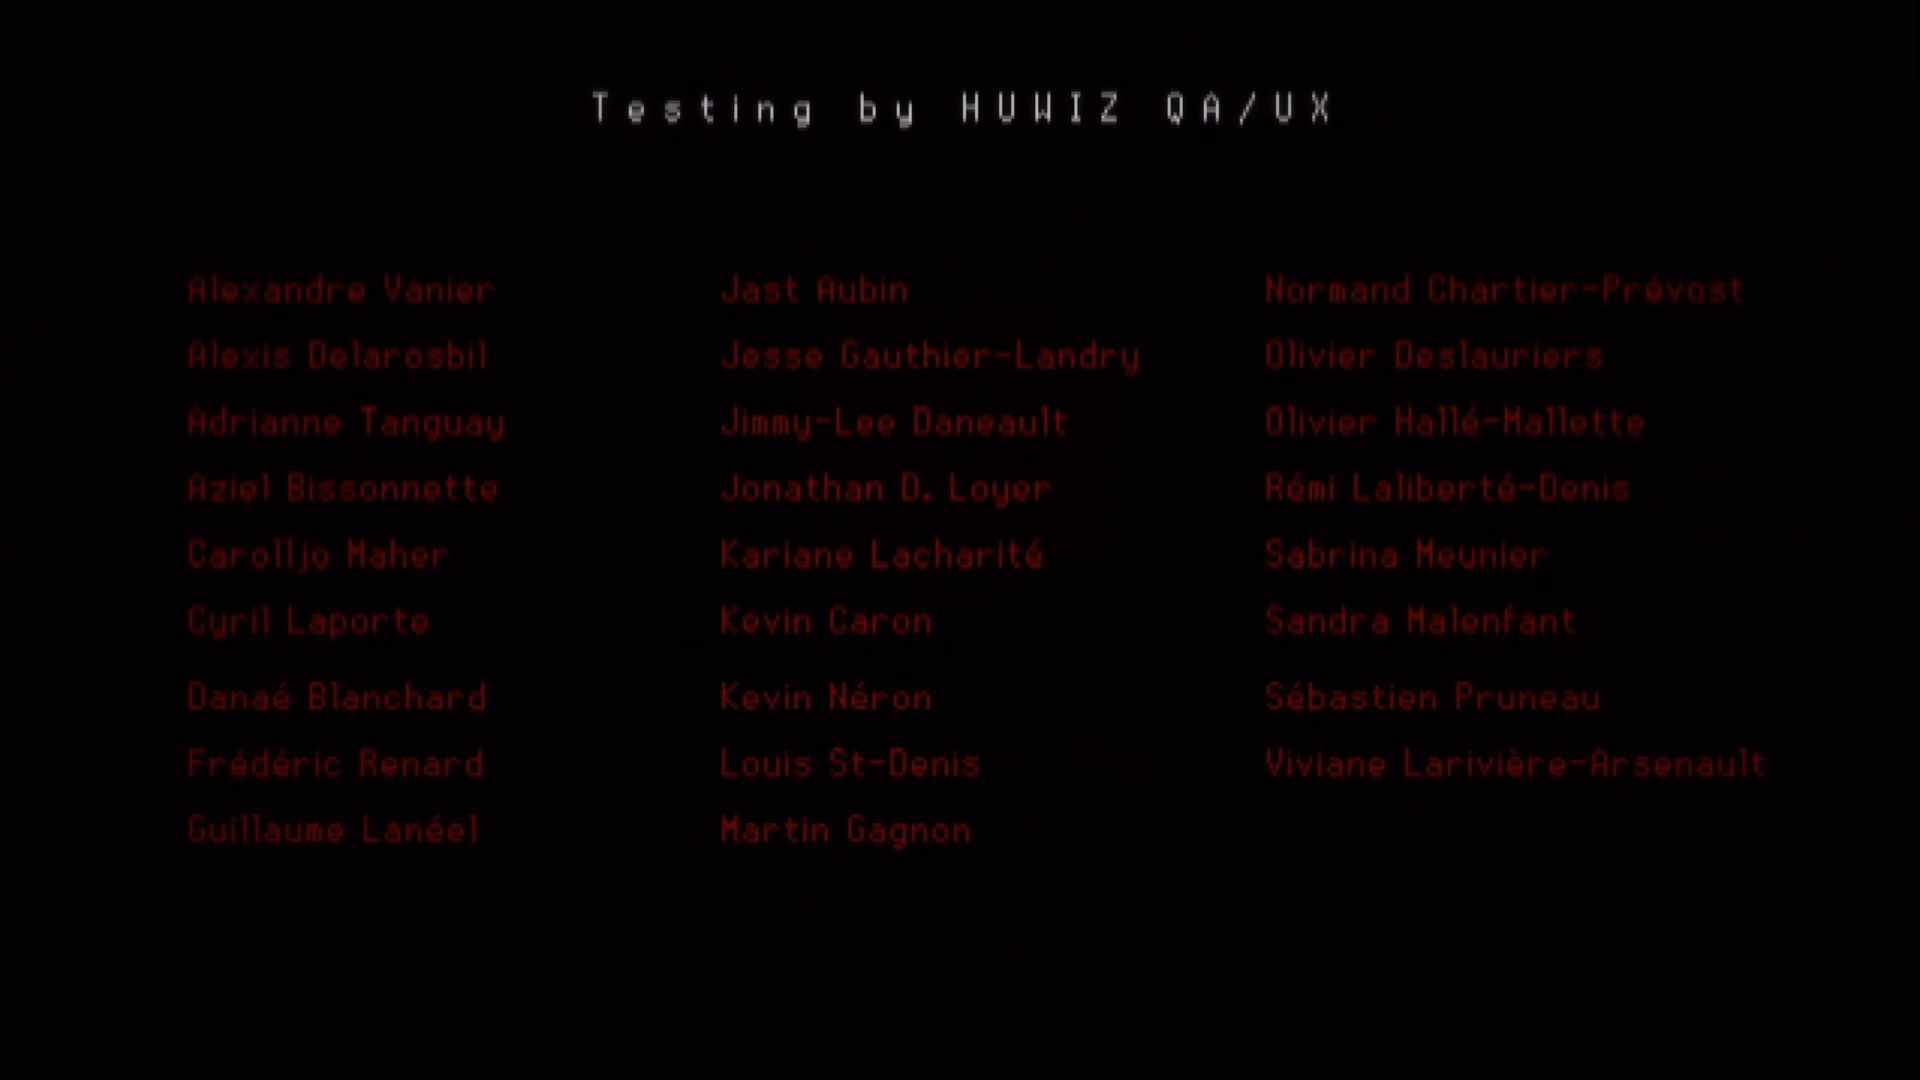 Testing by HUWIZ QA/UX
Alexandre Vanier
Alexis Delarosbil
Adrianne Tanguay
Aziel Bissonnette
Carolljo Maher
Cyril Laporte
Danaé Blanchard
Frédéric Renard
Guillaume Lanéel
Jast Aubin
Jesse Gauthier-Landry
Jimmy-Lee Daneault
Jonathan D. Loyer
Kariane Lacharité
Kevin Caron
Kevin Néron
Louis St-Denis
Martin Gagnon
Normand Chartier-Prévost
Olivier Deslauriers
Olivier Hallé-Mallette
Rémi Laliberté-Denis
Sabrina Meunier
Sandra Malenfant
Sébastien Pruneau
Viviane Larivière-Arsenault